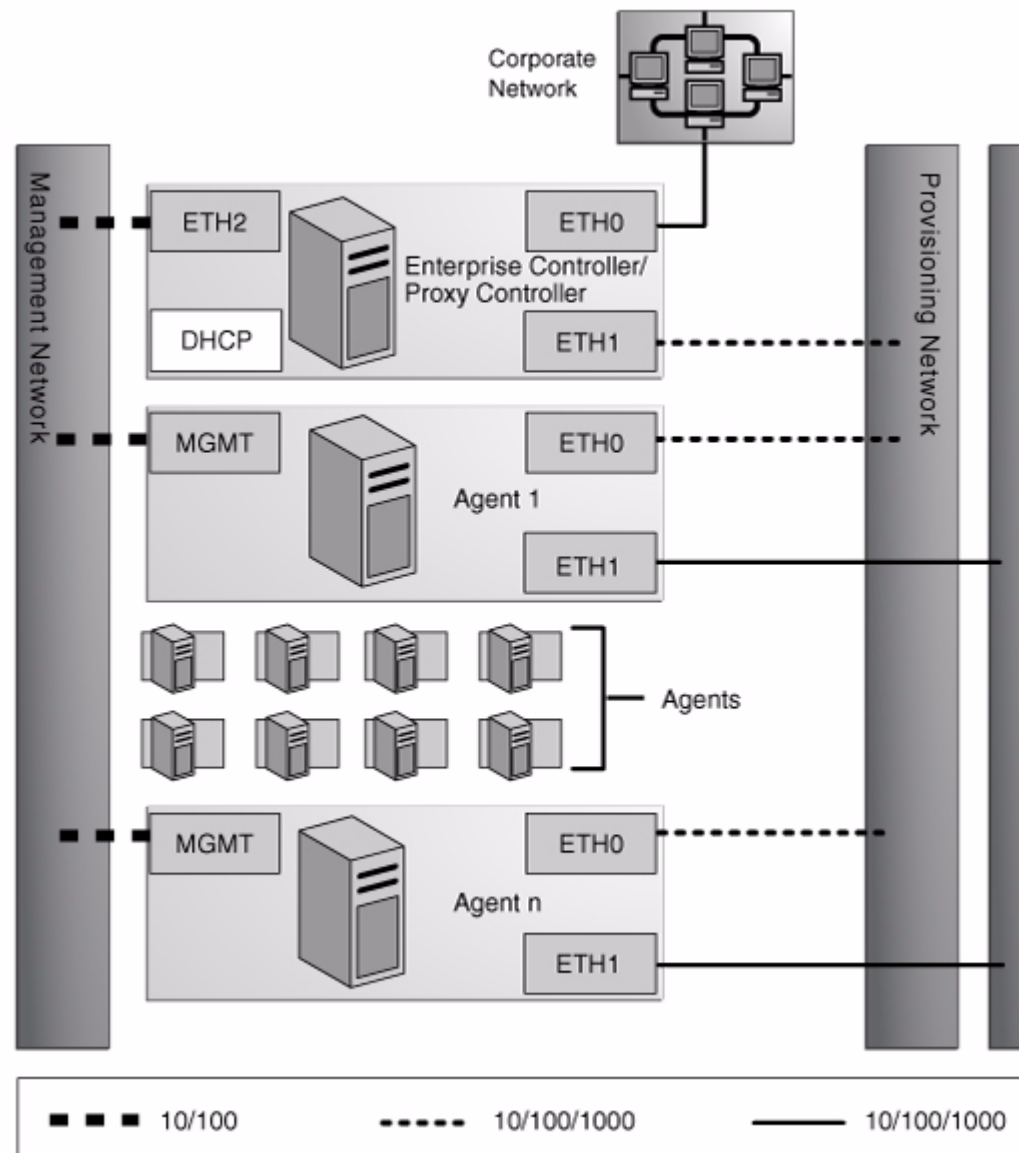 Corporate
Network
Management Network
Provisioning Network
ETH2
ETH0
Enterprise Controller/
Proxy Controller
DHCP
ETH1
MGMT
ETH0
Agent 1
ETH1
Agents
MGMT
ETH0
Agent n
ETH1
10/100
10/100/1000
10/100/1000